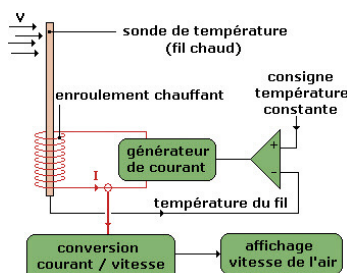 V
sonde de température
(fil chaud)
consigne
température
constante
enroulement chauffant
générateur
de courant
+
-
I
température du fil
conversion
courant / vitesse
affichage
vitesse de l'air